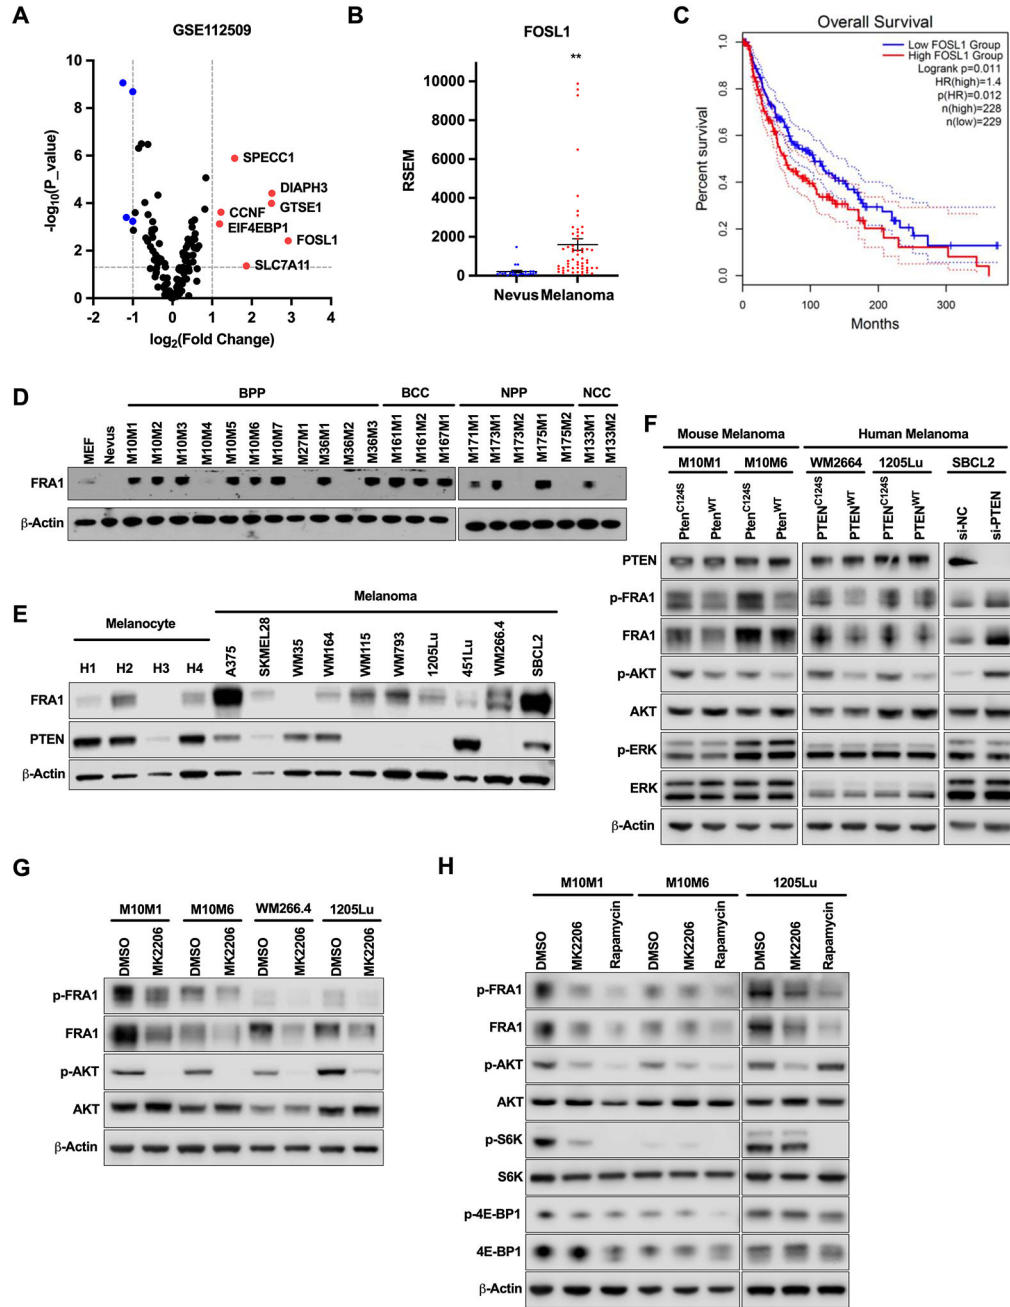 A
GSE112509
-log10(P_value)
10
8
6
4
2
0
-2 -1 0 1 2 3 4
log2(Fold Change)
SPECC1
DIAPH3
GTSE1
CCNF
EIF4EBP1
FOSL1
SLC7A11
B
FOSL1
**
RSEM
10000
8000
6000
4000
2000
0
Nevus Melanoma
C
Overall Survival
Low FOSL1 Group
High FOSL1 Group
Logrank p=0.011
HR(high)=1.4
p(HR)=0.012
n(high)=228
n(low)=229
Percent survival
1.0
0.8
0.6
0.4
0.2
0.0
0 100 200 300
Months
D
BPP BCC NPP NCC
MEF Nevus M10M1 M10M2 M10M3 M10M4 M10M5 M10M6 M10M7 M27M1 M36M1 M36M2 M36M3 M161M1 M161M2 M167M1 M171M1 M173M1 M173M2 M175M1 M175M2 M133M1 M133M2
FRA1
β-Actin
E
Melanoma
Melanocyte
H1 H2 H3 H4 A375 SKMEL28 WM35 WM164 WM115 WM793 1205Lu 451Lu WM266.4 SBCL2
FRA1
PTEN
β-Actin
F
Mouse Melanoma Human Melanoma
M10M1 M10M6 WM2664 1205Lu SBCL2
PtenC124S PtenWT PtenC124S PtenWT PTENC124S PTENWT PTENC124S PTENWT si-NC si-PTEN
PTEN
p-FRA1
FRA1
p-AKT
AKT
p-ERK
ERK
β-Actin
G
M10M1 M10M6 WM266.4 1205Lu
DMSO MK2206 DMSO MK2206 DMSO MK2206 DMSO MK2206
p-FRA1
FRA1
p-AKT
AKT
β-Actin
H
M10M1 M10M6 1205Lu
DMSO MK2206 Rapamycin DMSO MK2206 Rapamycin DMSO MK2206 Rapamycin
p-FRA1
FRA1
p-AKT
AKT
p-S6K
S6K
p-4E-BP1
4E-BP1
β-Actin